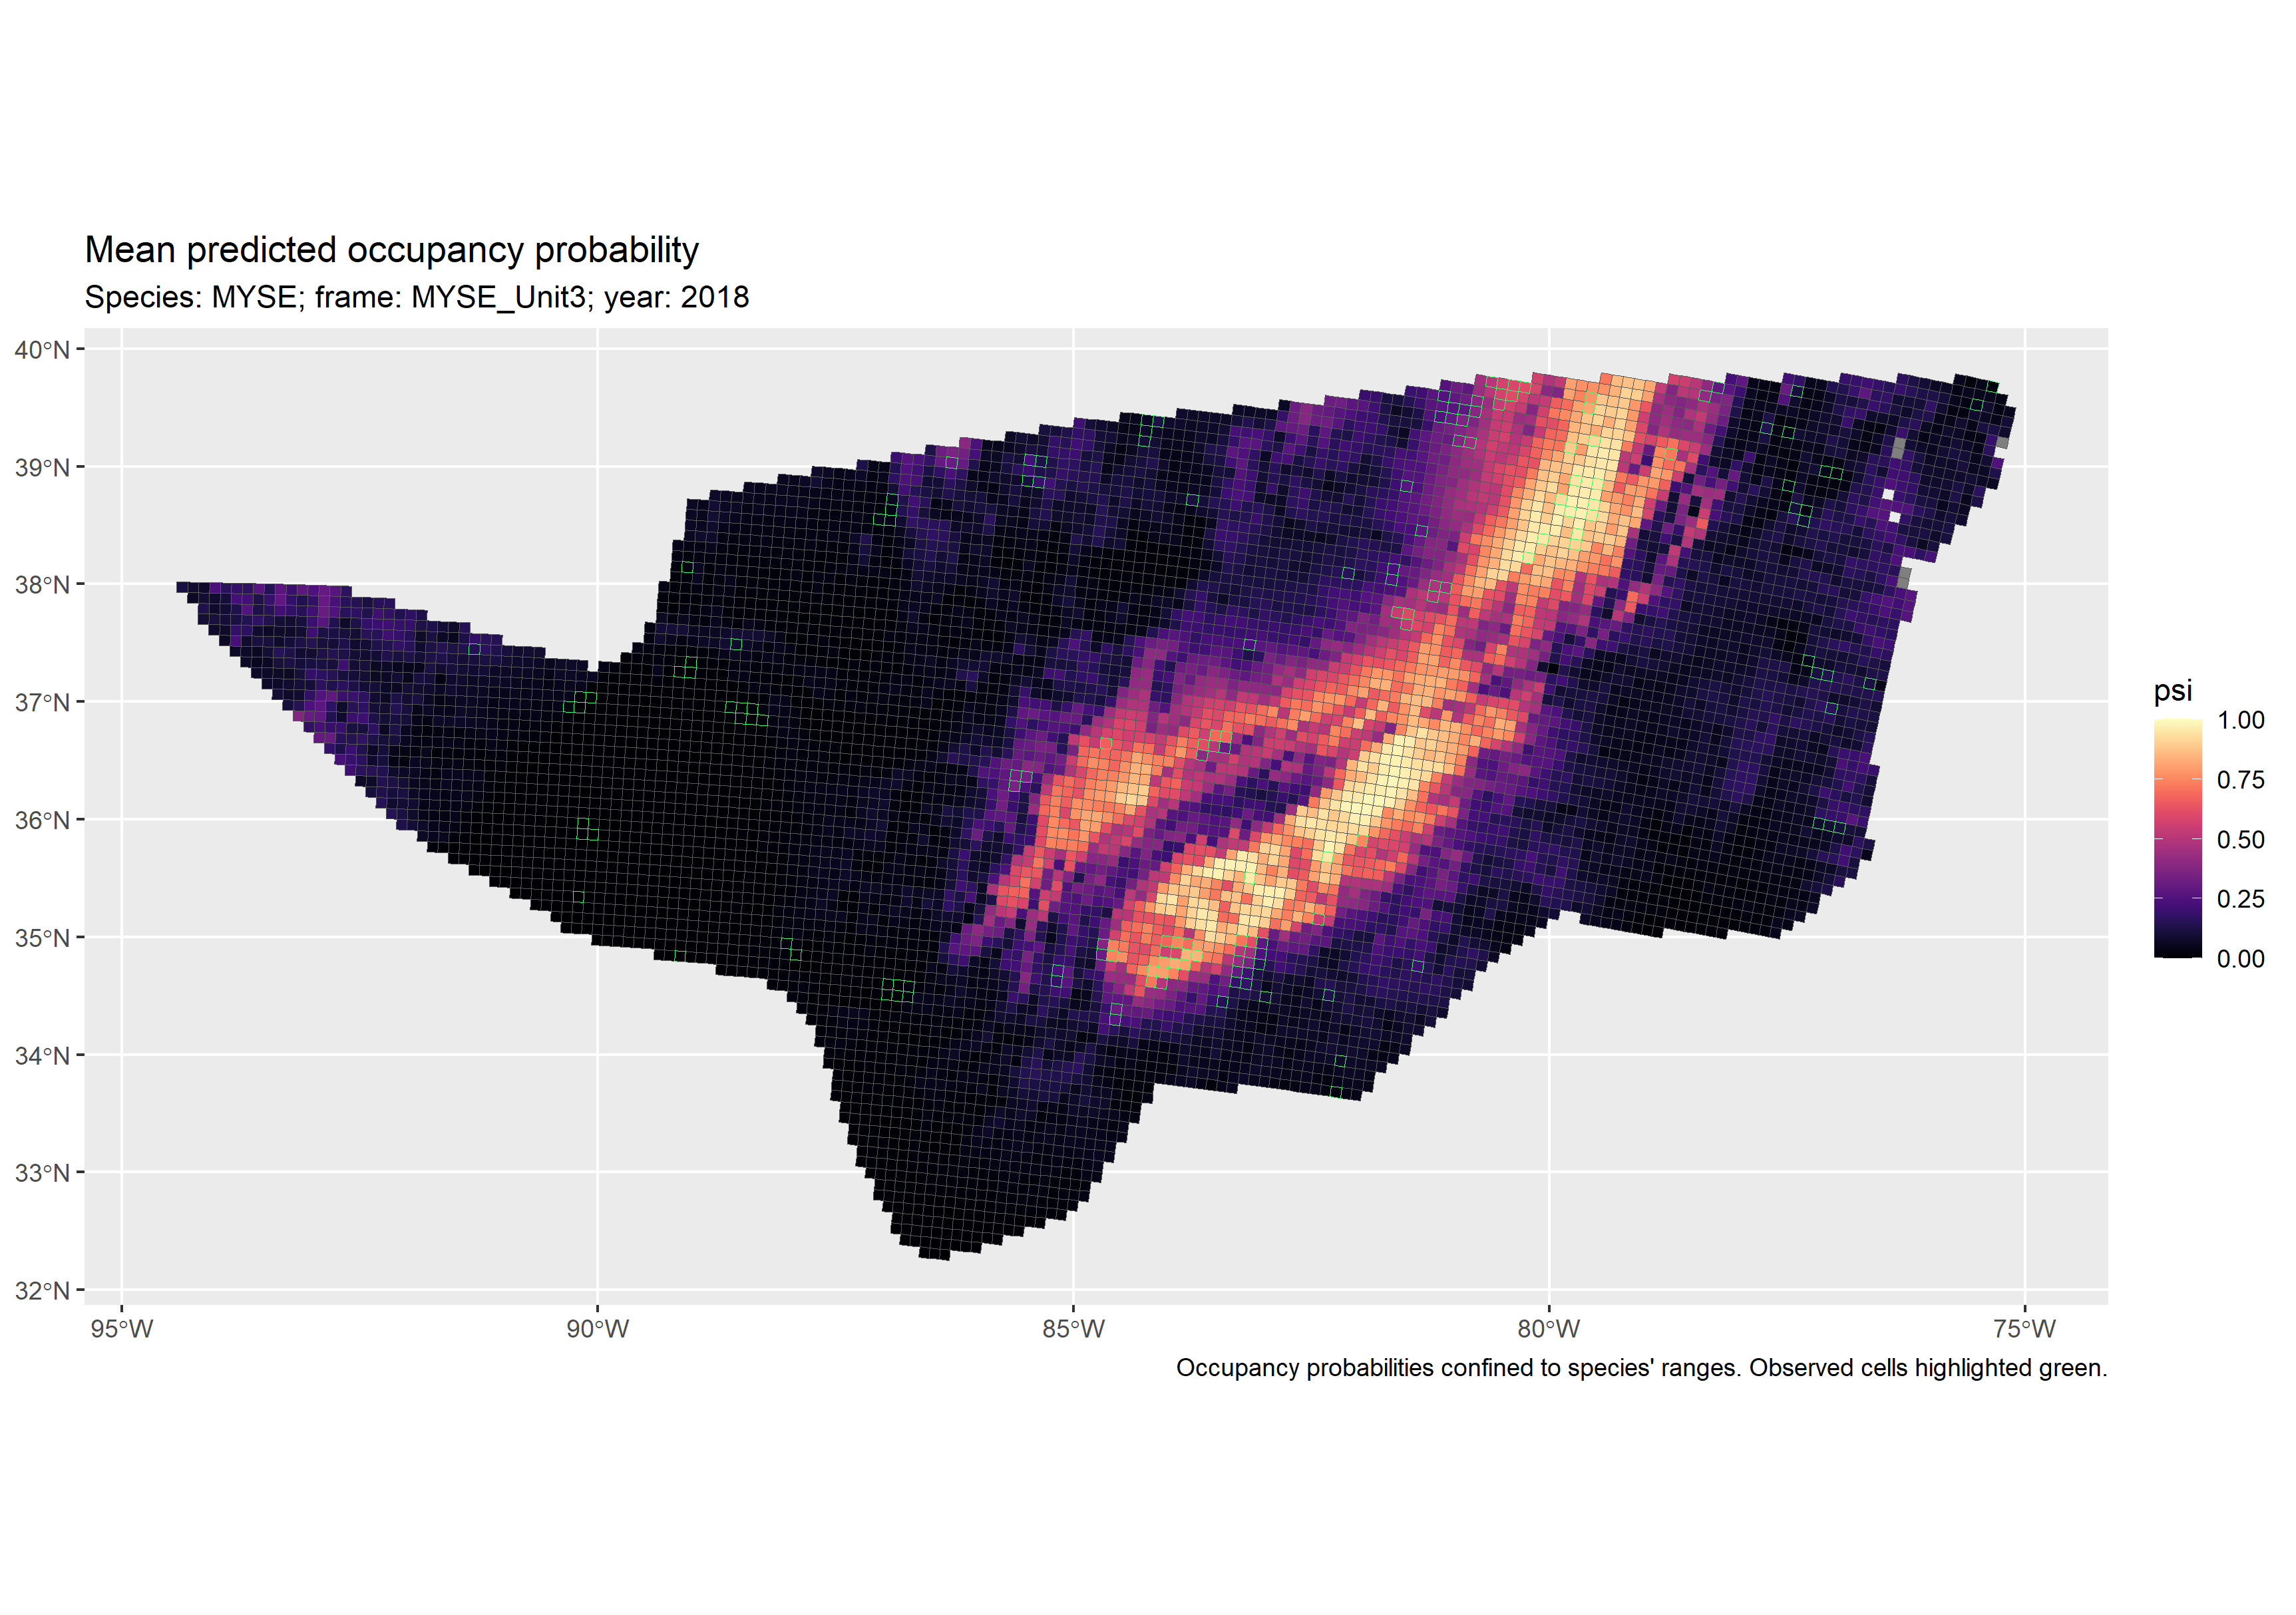 Mean predicted occupancy probability
Species: MYSE; frame: MYSE_Unit3; year: 2018
40°N
39°N
38°N
37°N
36°N
35°N
34°N
33°N
32°N
95°W
90°W
85°W
80°W
75°W
psi
1.00
0.75
0.50
0.25
0.00
Occupancy probabilities confined to species' ranges. Observed cells highlighted green.